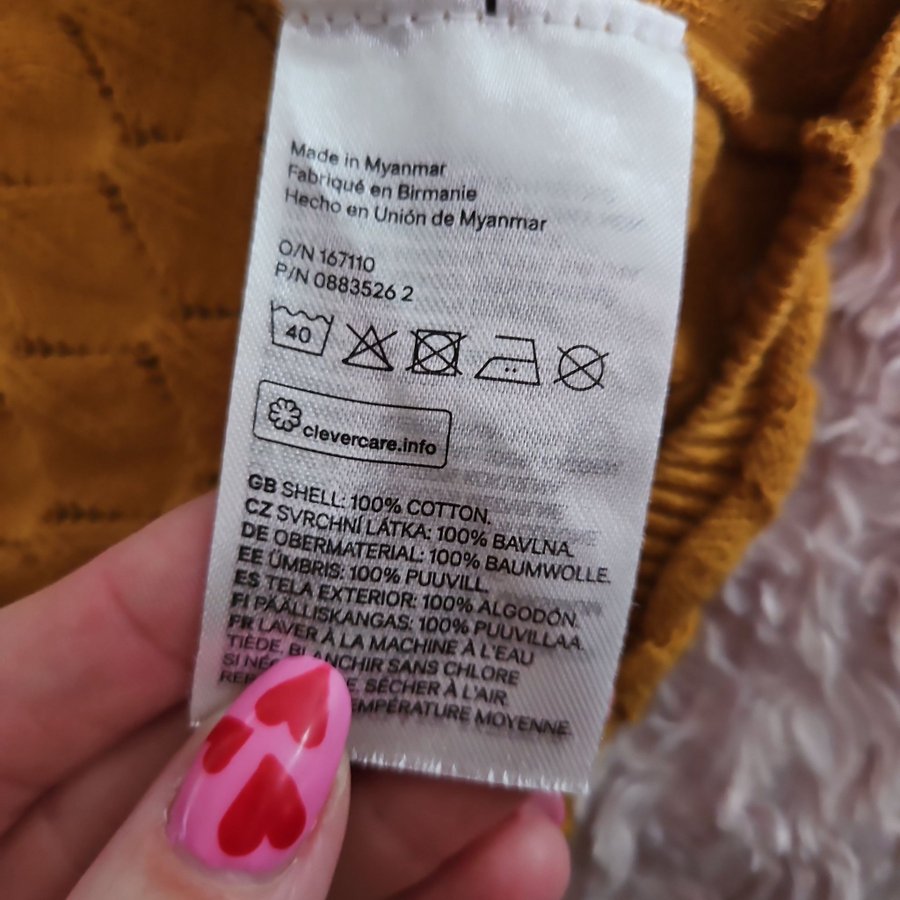 Made in Myanmar
Fabriqué en Birmanie
Hecho en Unión de Myanmar
O/N 167110
P/N 0883526 2
40
clevercare.info
GB SHELL: 100% COTTON.
CZ SVRCHNÍ LÁTKA: 100% BAVLNA.
DE OBERMATERIAL: 100% BAUMWOLLE.
EE ÜMBRIS: 100% PUUVILL.
ES TELA EXTERIOR: 100% ALGODÓN.
FI PÄÄLLISKANGAS: 100% PUUVILLAA.
FR LAVER À LA MACHINE À L'EAU
TIÈDE. BLANCHIR SANS CHLORE
SI SÉCHER À L'AIR.
TEMPÉRATURE MOYENNE